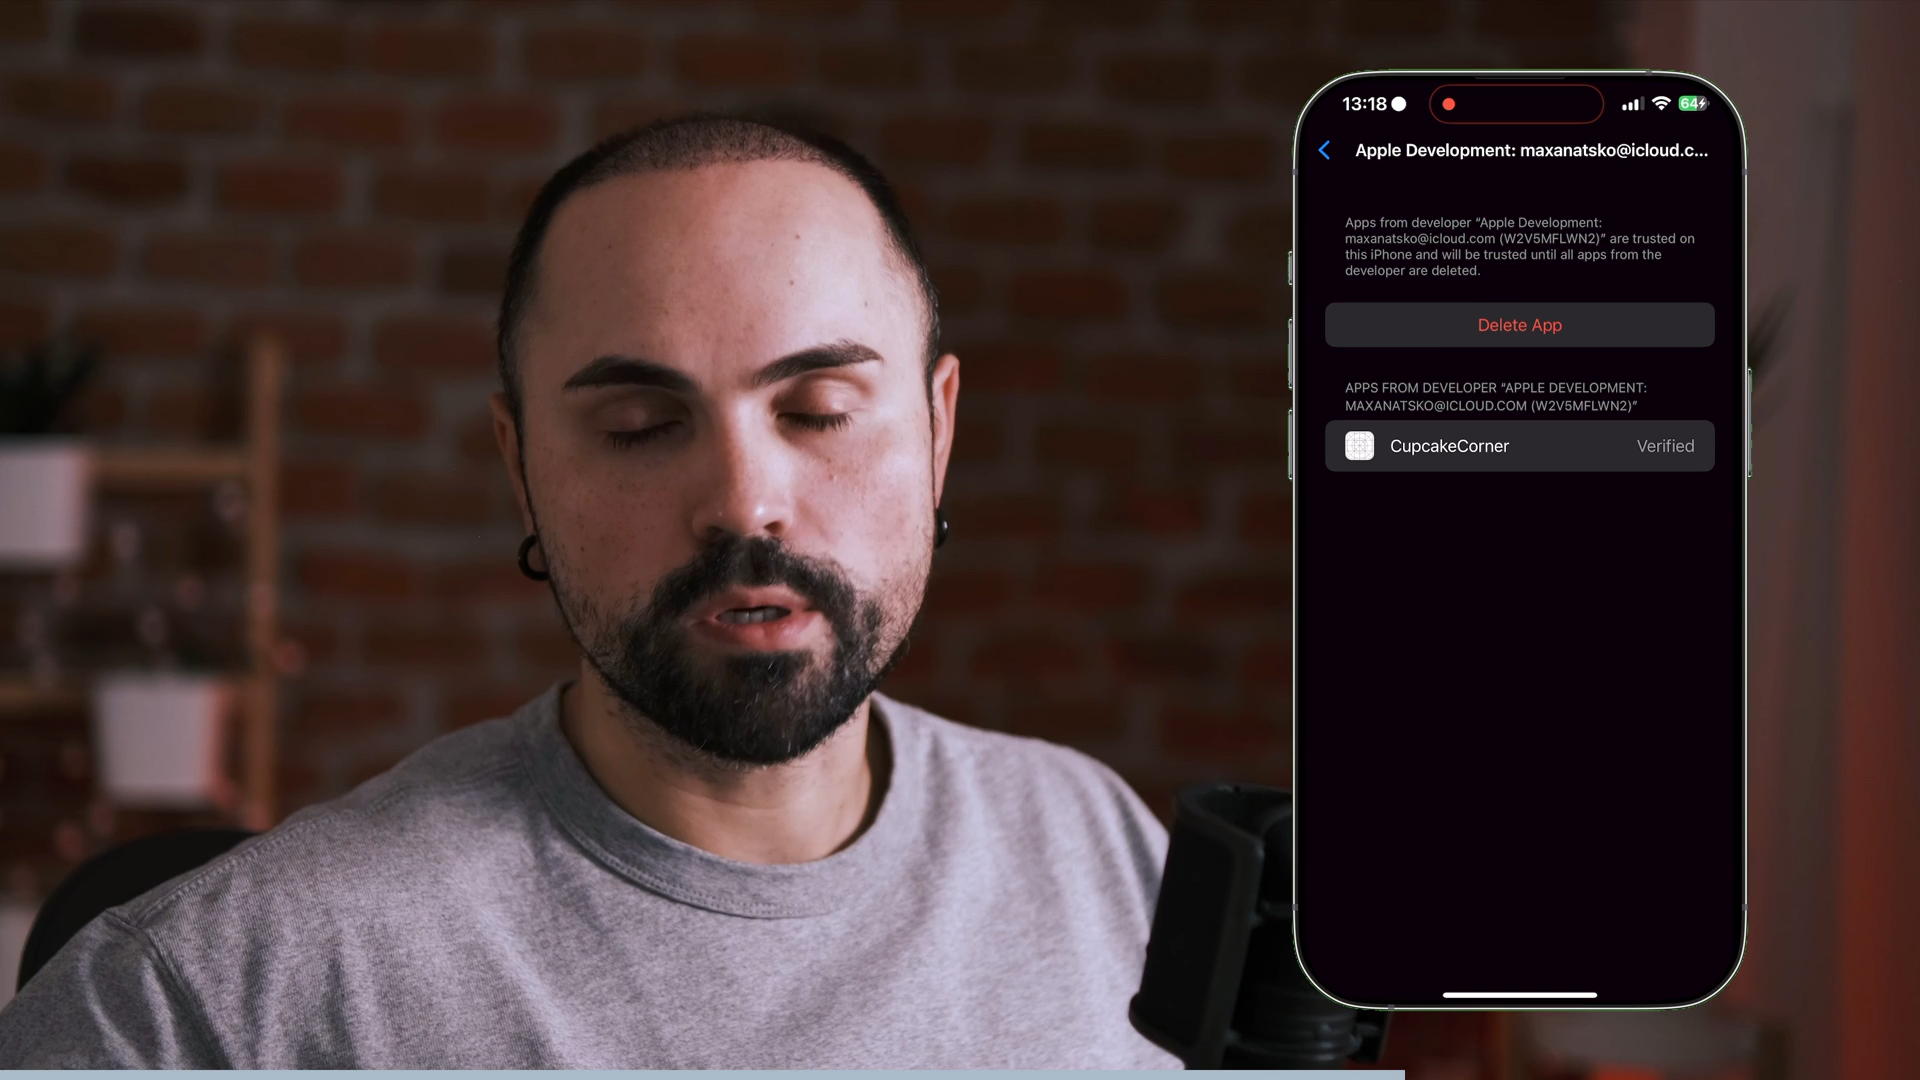 13:18
64
Apple Development: maxanatsko@icloud.c...
Apps from developer “Apple Development:
maxanatsko@icloud.com (W2V5MFLWN2)” are trusted on
this iPhone and will be trusted until all apps from the
developer are deleted.
Delete App
APPS FROM DEVELOPER “APPLE DEVELOPMENT:
MAXANATSKO@ICLOUD.COM (W2V5MFLWN2)”
CupcakeCorner
Verified